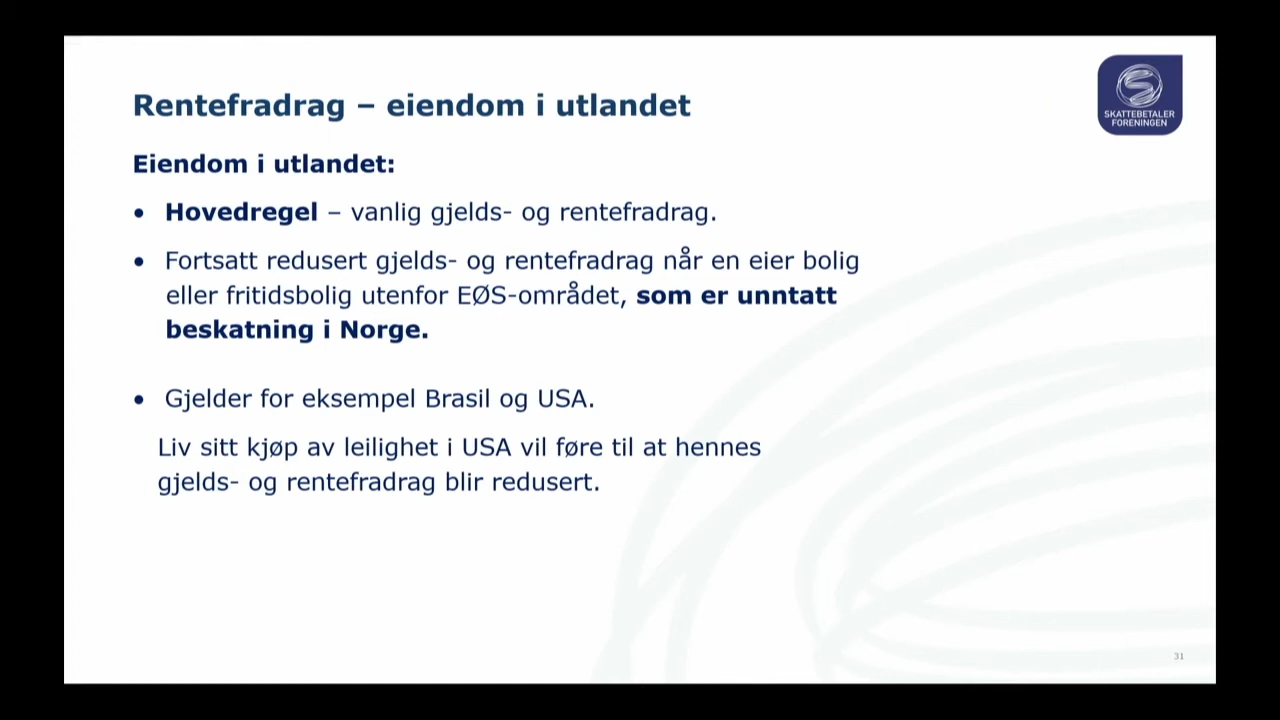 Rentefradrag – eiendom i utlandet
SKATTEBETALER
FORENINGEN
Eiendom i utlandet:
• Hovedregel – vanlig gjelds- og rentefradrag.
• Fortsatt redusert gjelds- og rentefradrag når en eier bolig
eller fritidsbolig utenfor EØS-området, som er unntatt
beskatning i Norge.
• Gjelder for eksempel Brasil og USA.
Liv sitt kjøp av leilighet i USA vil føre til at hennes
gjelds- og rentefradrag blir redusert.
31